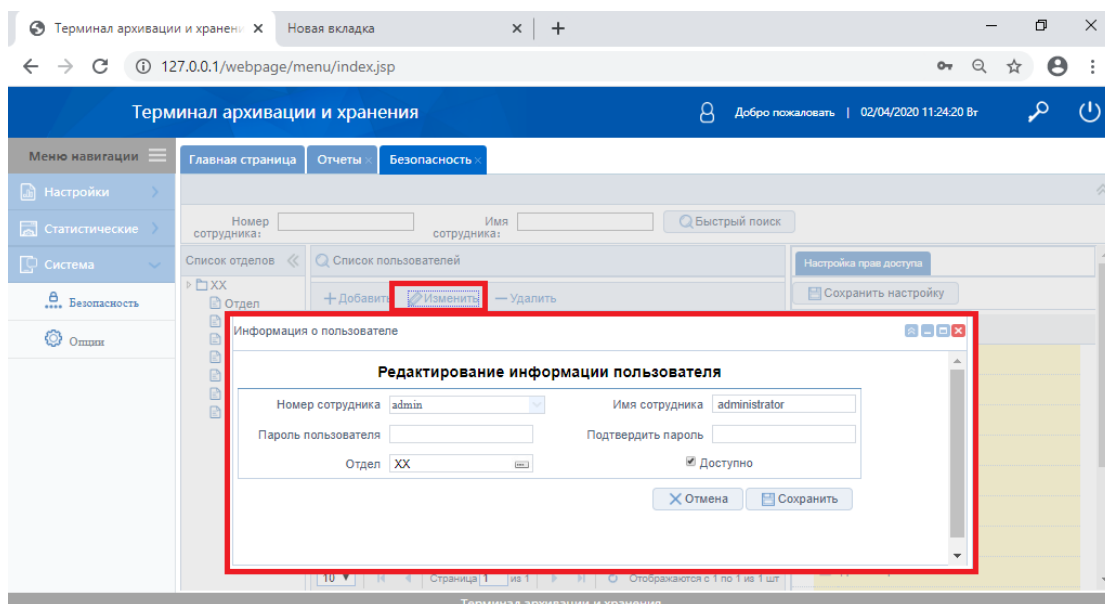 Терминал архивации и хранени
Новая вкладка
127.0.0.1/webpage/menu/index.jsp
Терминал архивации и хранения
Добро пожаловать | 02/04/2020 11:24:20 Вт
Меню навигации
Главная страница Отчеты Безопасность
Настройки
Статистические
Система
Безопасность
Опции
Номер сотрудника:
Имя сотрудника:
Быстрый поиск
Список отделов
Список пользователей
Настройка прав доступа
XX
Отдел
Добавить Изменить Удалить
Сохранить настройку
Информация о пользователе
Редактирование информации пользователя
Номер сотрудника admin
Имя сотрудника administrator
Пароль пользователя
Подтвердить пароль
Отдел XX
Доступно
Отмена Сохранить
10 Страница 1 из 1 Отображаются с 1 по 1 из 1 шт
Терминал архивации и хранения